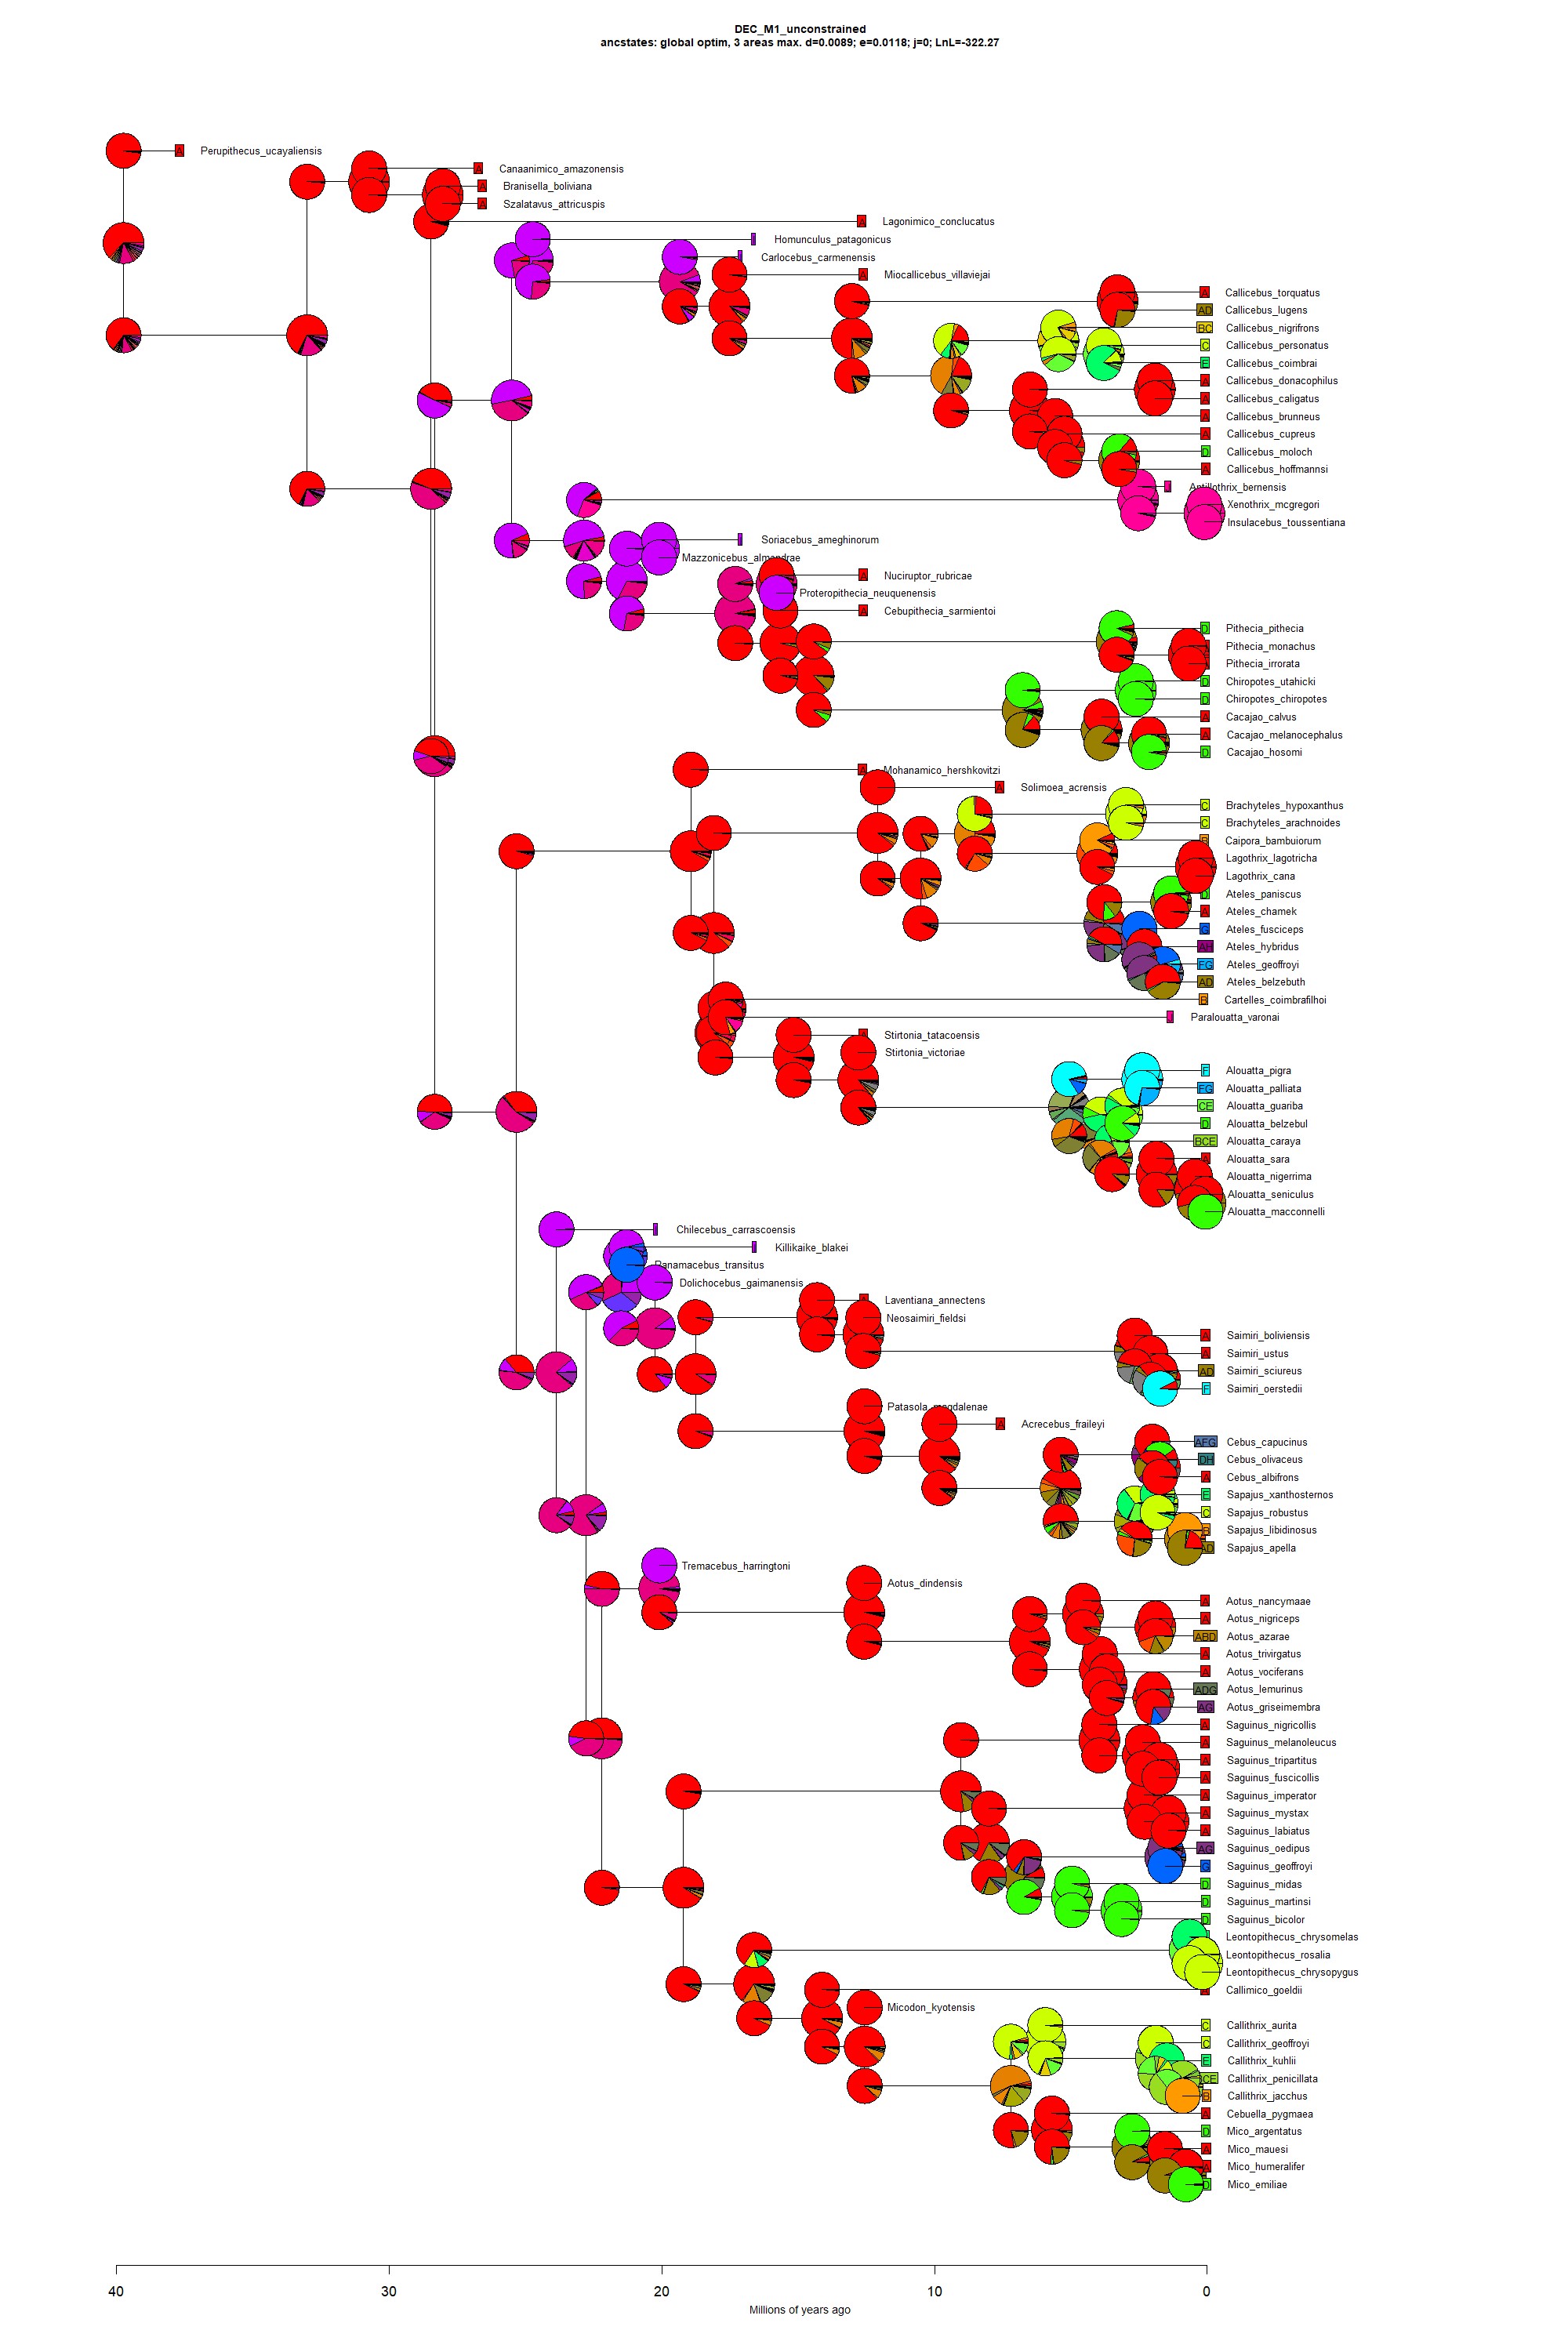 DEC_M1_unconstrained
ancstates: global optim, 3 areas max. d=0.0089; e=0.0118; j=0; LnL=-322.27
A Perupithecus_ucayaliensis
A Canaanimico_amazonensis
A Branisella_boliviana
A Szalatavus_attricuspis
A Lagonimico_conclucatus
Homunculus_patagonicus
Carlocebus_carmenensis
A Miocallicebus_villaviejai
A Callicebus_torquatus
AD Callicebus_lugens
BC Callicebus_nigrifrons
C Callicebus_personatus
E Callicebus_coimbrai
A Callicebus_donacophilus
A Callicebus_caligatus
A Callicebus_brunneus
A Callicebus_cupreus
D Callicebus_moloch
A Callicebus_hoffmannsi
Antillothrix_bernensis
Xenothrix_mcgregori
Insulacebus_toussentiana
Soriacebus_ameghinorum
Mazzonicebus_almendrae
A Nuciruptor_rubricae
Proteropithecia_neuquenensis
A Cebupithecia_sarmientoi
D Pithecia_pithecia
Pithecia_monachus
Pithecia_irrorata
D Chiropotes_utahicki
D Chiropotes_chiropotes
A Cacajao_calvus
A Cacajao_melanocephalus
D Cacajao_hosomi
A Mohanamico_hershkovitzi
A Solimoea_acrensis
C Brachyteles_hypoxanthus
C Brachyteles_arachnoides
B Caipora_bambuiorum
Lagothrix_lagotricha
Lagothrix_cana
D Ateles_paniscus
A Ateles_chamek
G Ateles_fusciceps
AH Ateles_hybridus
FG Ateles_geoffroyi
AD Ateles_belzebuth
B Cartelles_coimbrafilhoi
Paralouatta_varonai
A Stirtonia_tatacoensis
Stirtonia_victoriae
F Alouatta_pigra
FG Alouatta_palliata
CE Alouatta_guariba
D Alouatta_belzebul
BCE Alouatta_caraya
A Alouatta_sara
Alouatta_nigerrima
Alouatta_seniculus
Alouatta_macconnelli
Chilecebus_carrascoensis
Killikaike_blakei
Panamacebus_transitus
Dolichocebus_gaimanensis
A Laventiana_annectens
Neosaimiri_fieldsi
A Saimiri_boliviensis
A Saimiri_ustus
AD Saimiri_sciureus
F Saimiri_oerstedii
Patasola_magdalenae
A Acrecebus_fraileyi
AFG Cebus_capucinus
DH Cebus_olivaceus
A Cebus_albifrons
E Sapajus_xanthosternos
C Sapajus_robustus
B Sapajus_libidinosus
AD Sapajus_apella
Tremacebus_harringtoni
Aotus_dindensis
A Aotus_nancymaae
A Aotus_nigriceps
ABD Aotus_azarae
A Aotus_trivirgatus
A Aotus_vociferans
ADG Aotus_lemurinus
AG Aotus_griseimembra
A Saguinus_nigricollis
A Saguinus_melanoleucus
A Saguinus_tripartitus
A Saguinus_fuscicollis
A Saguinus_imperator
A Saguinus_mystax
A Saguinus_labiatus
AG Saguinus_oedipus
G Saguinus_geoffroyi
D Saguinus_midas
D Saguinus_martinsi
D Saguinus_bicolor
Leontopithecus_chrysomelas
Leontopithecus_rosalia
Leontopithecus_chrysopygus
Callimico_goeldii
Micodon_kyotensis
C Callithrix_aurita
C Callithrix_geoffroyi
E Callithrix_kuhlii
BCE Callithrix_penicillata
B Callithrix_jacchus
A Cebuella_pygmaea
D Mico_argentatus
A Mico_mauesi
A Mico_humeralifer
D Mico_emiliae
40 30 20 10 0
Millions of years ago